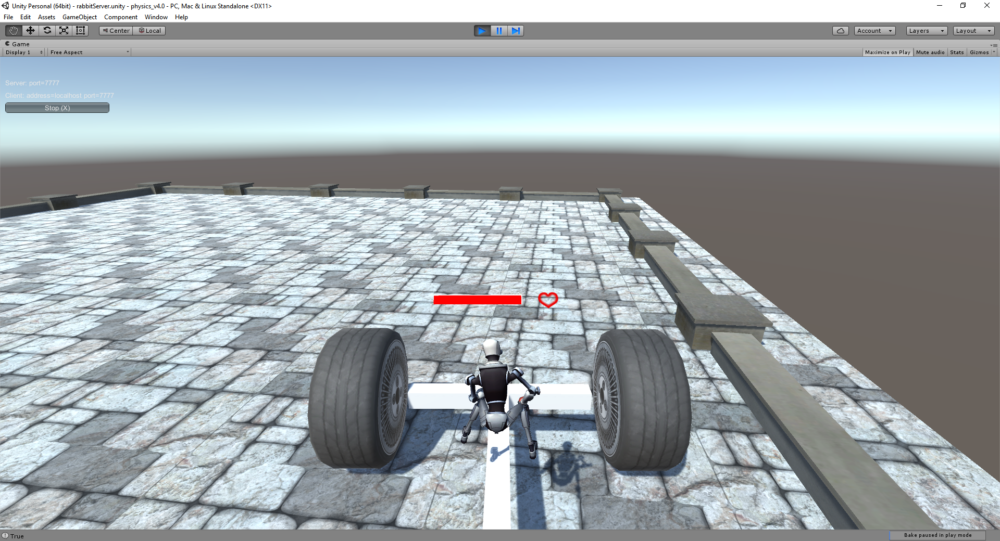 Unity Personal (64bit) - rabbitServer.unity - physics_v4.0 - PC, Mac & Linux Standalone <DX11>
File Edit Assets GameObject Component Window Help
Center Local Account Layers Layout
Game
Display 1 Free Aspect Maximize on Play Mute audio Stats Gizmos
Server: port=7777
Client: address=localhost port=7777
Stop (X)
True Bake paused in play mode